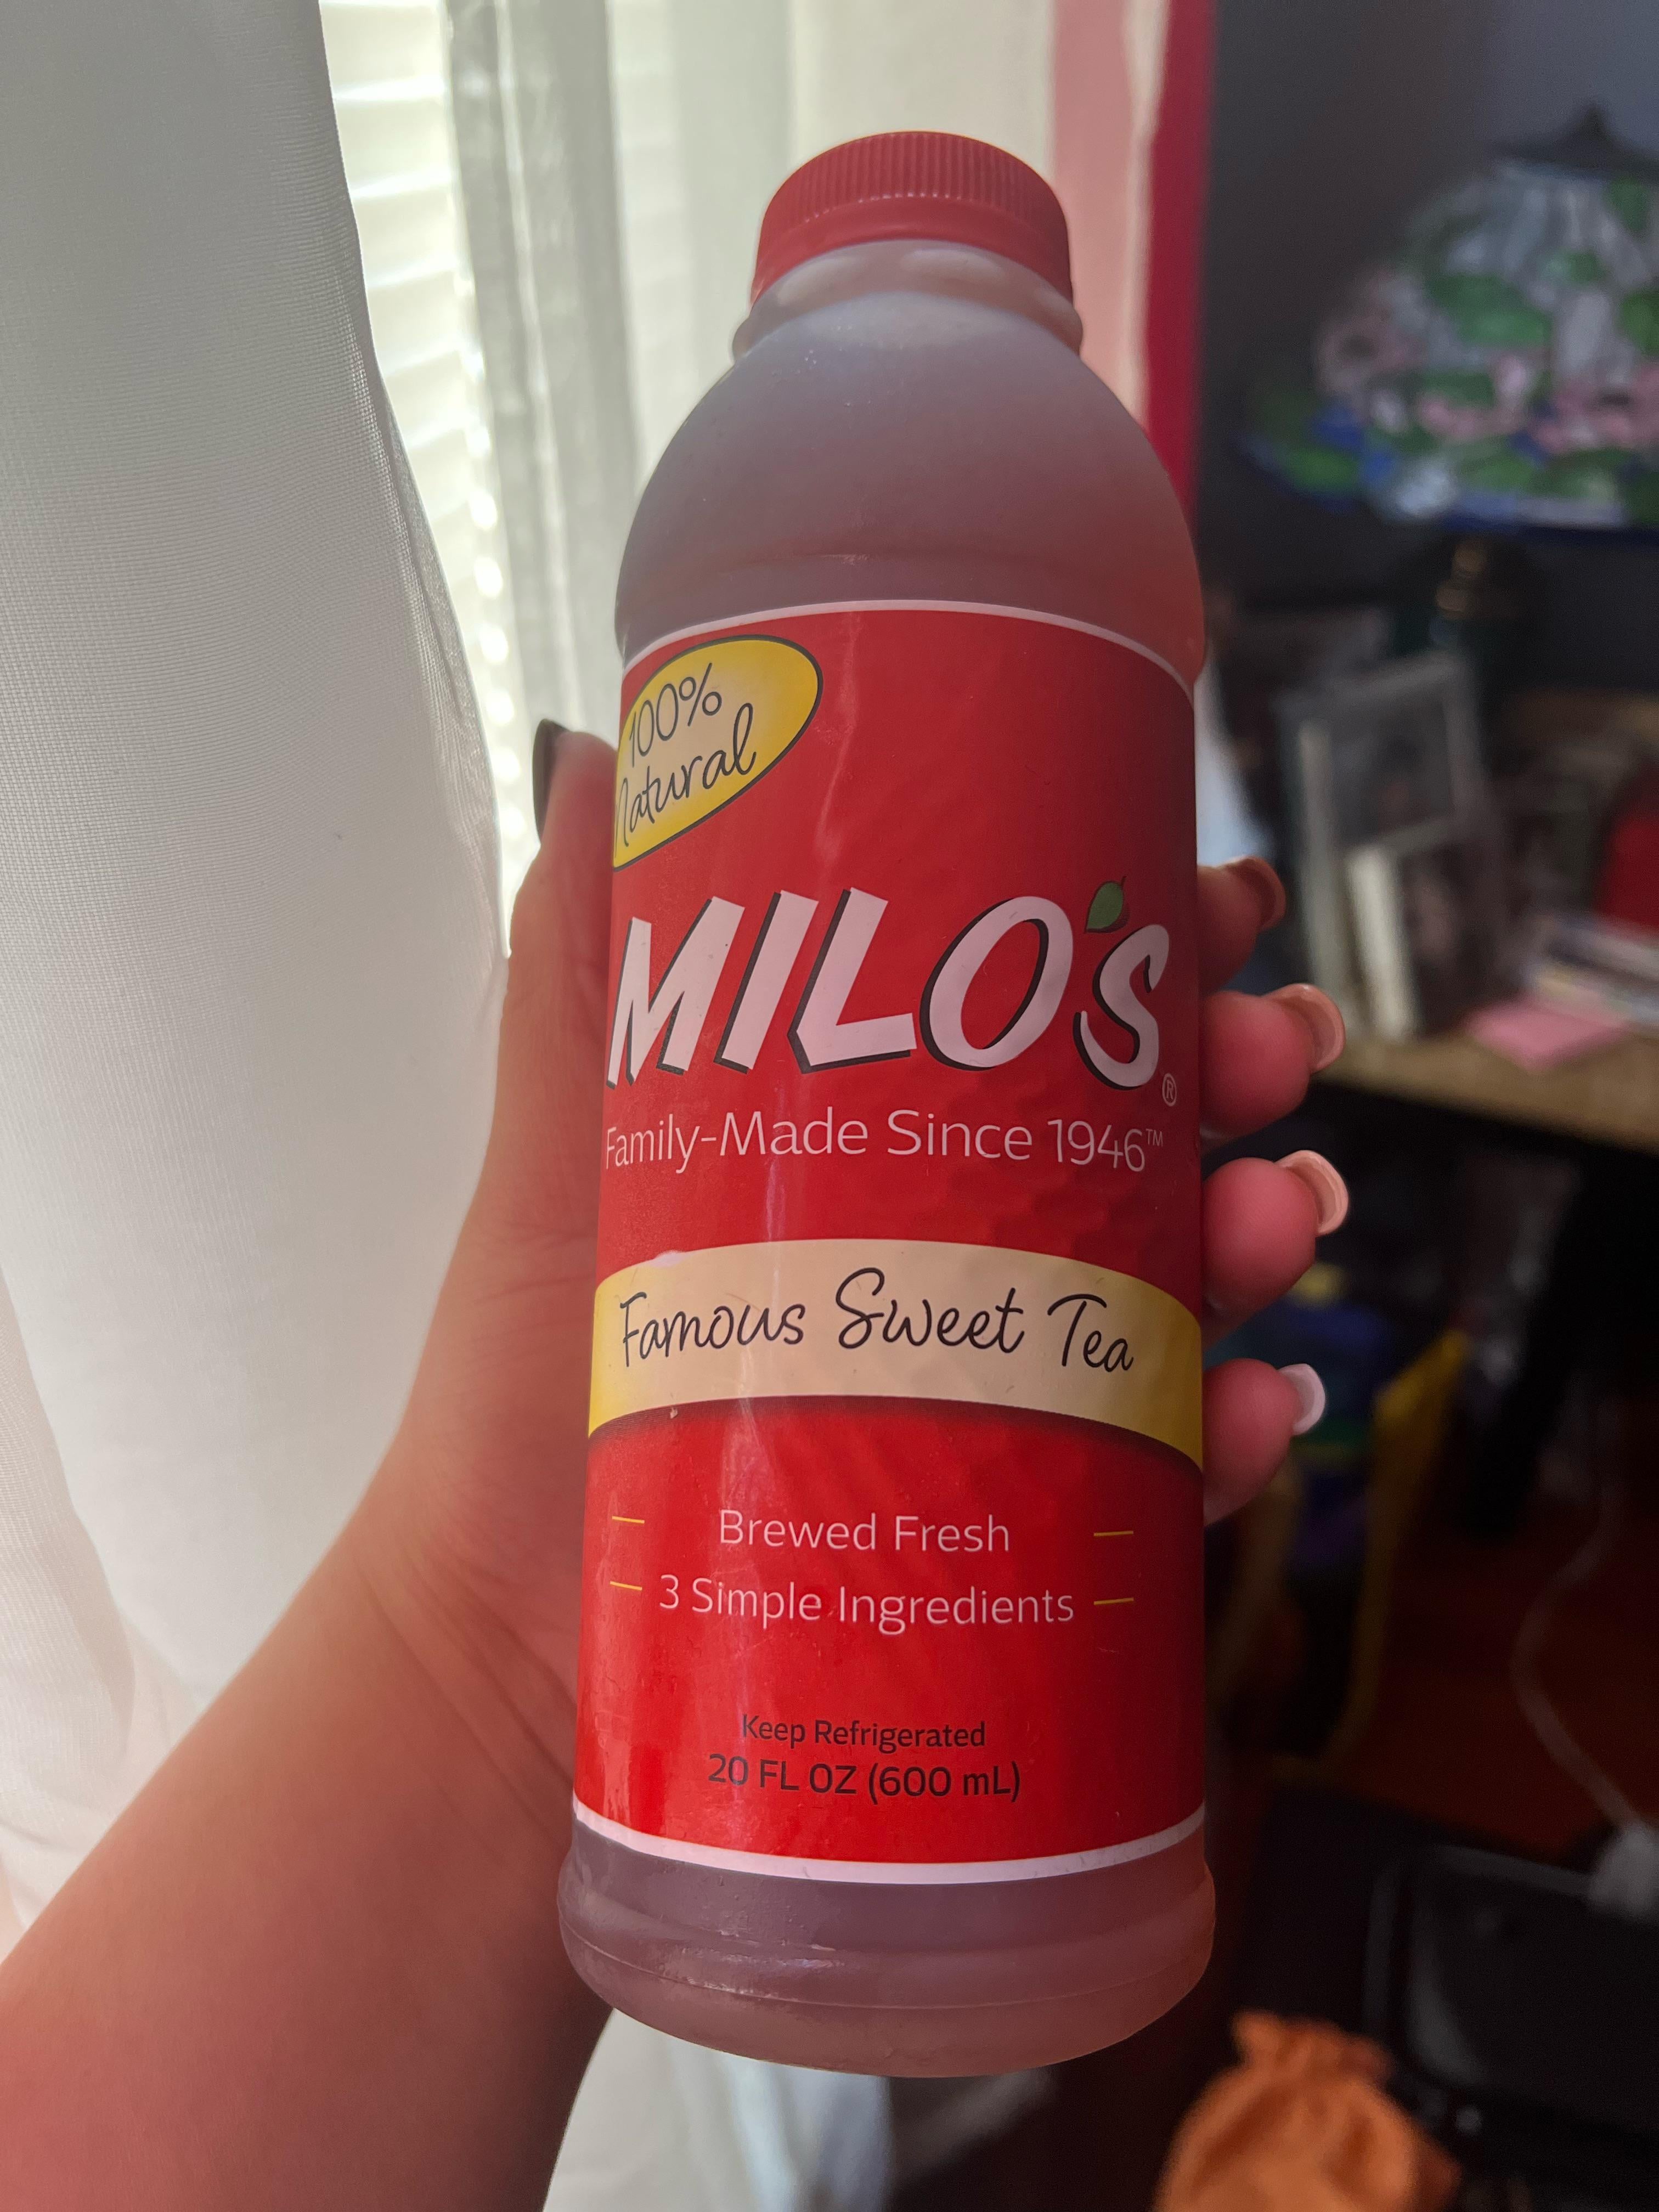 100%
Natural
MILO'S®
Family-Made Since 1946™
Famous Sweet Tea
Brewed Fresh
3 Simple Ingredients
Keep Refrigerated
20 FL OZ (600 mL)